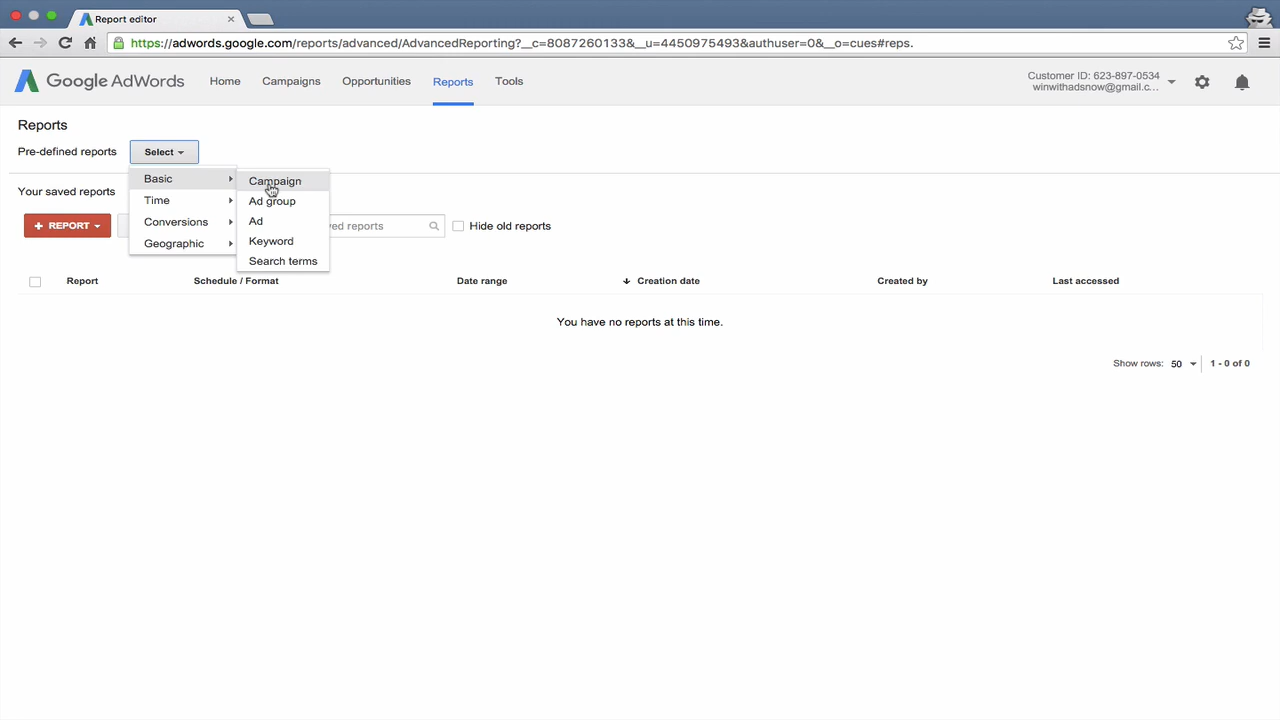 Report editor
https://adwords.google.com/reports/advanced/AdvancedReporting?__c=8087260133&__u=4450975493&authuser=0&__o=cues#reps.
Google AdWords
Home
Campaigns
Opportunities
Reports
Tools
Customer ID: 623-897-0534
winwithadsnow@gmail.c...
Reports
Pre-defined reports
Select
Basic
Time
Conversions
Geographic
Campaign
Ad group
Ad
Keyword
Search terms
Your saved reports
+ REPORT
reports
Hide old reports
Report
Schedule / Format
Date range
Creation date
Created by
Last accessed
You have no reports at this time.
Show rows: 50
1 - 0 of 0